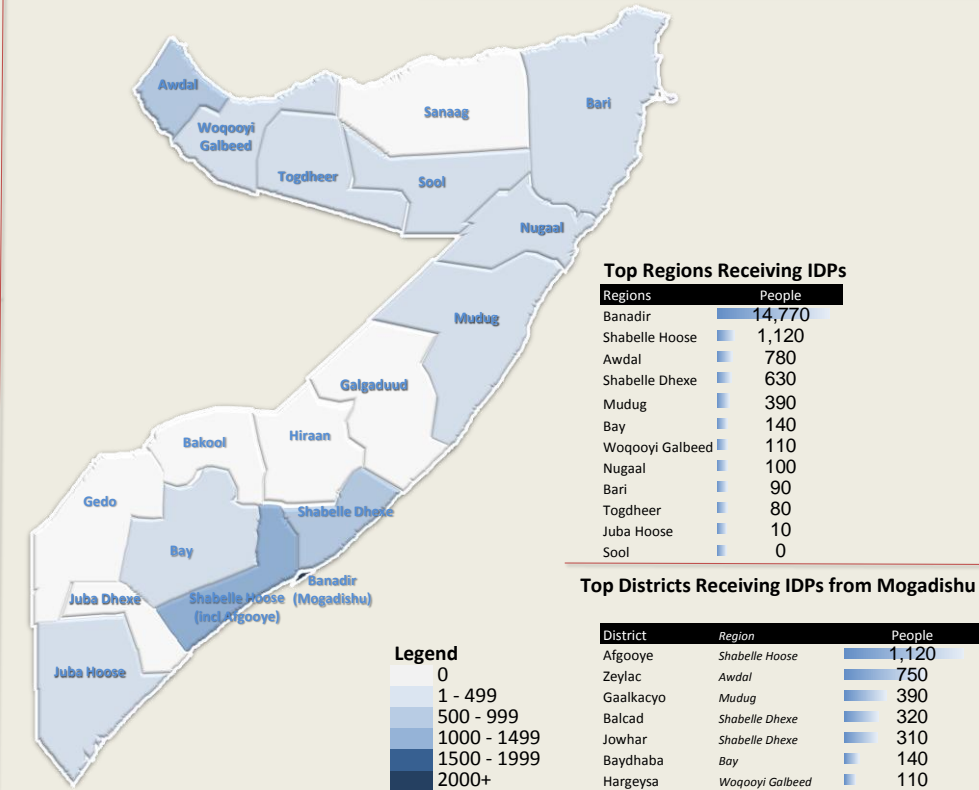 Awdal
Woqooyi
Galbeed
Togdheer
Sanaag
Sool
Bari
Nugaal
Mudug
Galgaduud
Hiraan
Bakool
Gedo
Bay
Shabelle Dhexe
Juba Dhexe
Shabelle Hoose
(incl Afgooye)
Banadir
(Mogadishu)
Juba Hoose
Top Regions Receiving IDPs
Regions People
Banadir 14,770
Shabelle Hoose 1,120
Awdal 780
Shabelle Dhexe 630
Mudug 390
Bay 140
Woqooyi Galbeed 110
Nugaal 100
Bari 90
Togdheer 80
Juba Hoose 10
Sool 0
Top Districts Receiving IDPs from Mogadishu
District Region People
Afgooye Shabelle Hoose 1,120
Zeylac Awdal 750
Gaalkacyo Mudug 390
Balcad Shabelle Dhexe 320
Jowhar Shabelle Dhexe 310
Baydhaba Bay 140
Hargeysa Woqooyi Galbeed 110
Legend
0
1 - 499
500 - 999
1000 - 1499
1500 - 1999
2000+